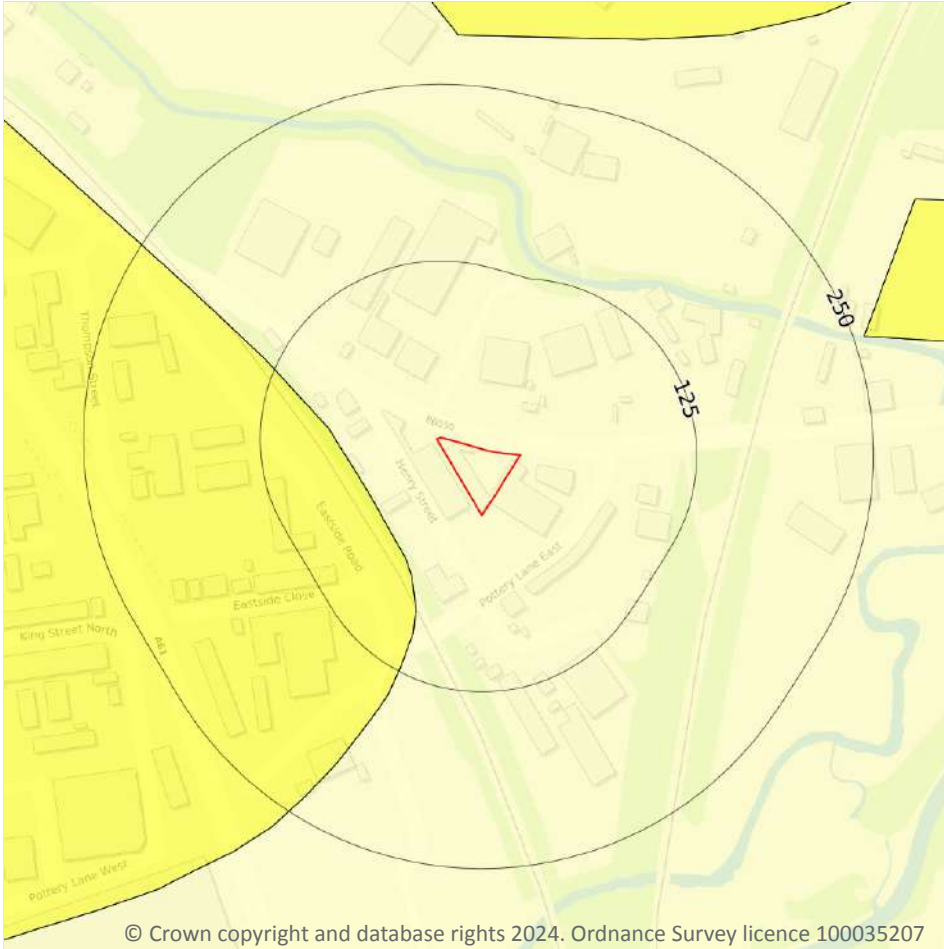 250
Thompson Street
125
B6050
Henry Street
Eastside Road
Pottery Lane East
Eastside Close
King Street North
A61
Pottery Lane West
© Crown copyright and database rights 2024. Ordnance Survey licence 100035207